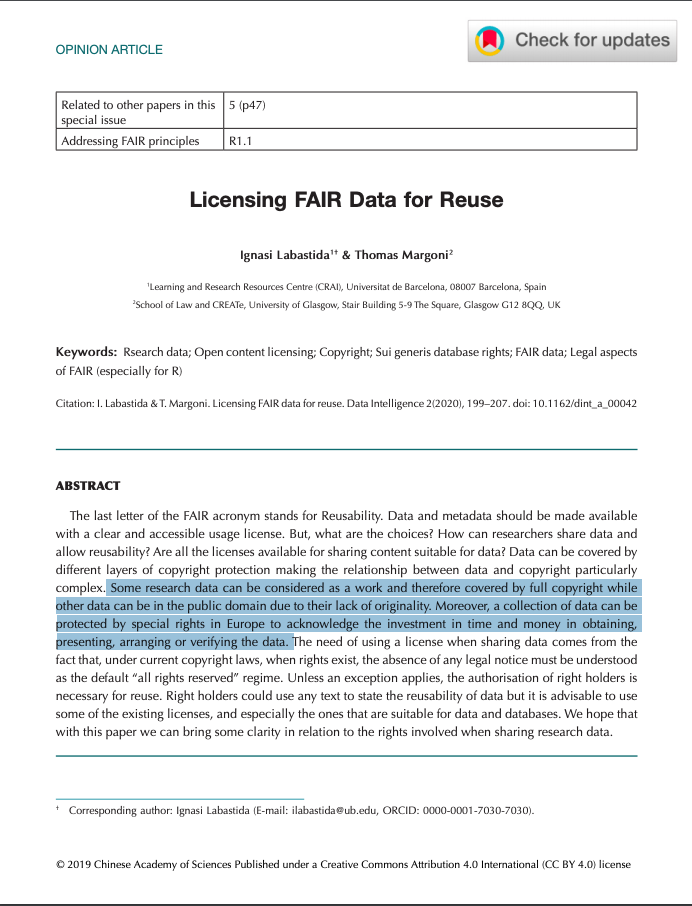 OPINION ARTICLE
Check for updates
Related to other papers in this special issue
5 (p47)
Addressing FAIR principles
R1.1
Licensing FAIR Data for Reuse
Ignasi Labastida1† & Thomas Margoni2
1Learning and Research Resources Centre (CRAI), Universitat de Barcelona, 08007 Barcelona, Spain
2School of Law and CREATe, University of Glasgow, Stair Building 5-9 The Square, Glasgow G12 8QQ, UK
Keywords: Rsearch data; Open content licensing; Copyright; Sui generis database rights; FAIR data; Legal aspects
of FAIR (especially for R)
Citation: I. Labastida & T. Margoni. Licensing FAIR data for reuse. Data Intelligence 2(2020), 199–207. doi: 10.1162/dint_a_00042
ABSTRACT
The last letter of the FAIR acronym stands for Reusability. Data and metadata should be made available
with a clear and accessible usage license. But, what are the choices? How can researchers share data and
allow reusability? Are all the licenses available for sharing content suitable for data? Data can be covered by
different layers of copyright protection making the relationship between data and copyright particularly
complex. Some research data can be considered as a work and therefore covered by full copyright while
other data can be in the public domain due to their lack of originality. Moreover, a collection of data can be
protected by special rights in Europe to acknowledge the investment in time and money in obtaining,
presenting, arranging or verifying the data. The need of using a license when sharing data comes from the
fact that, under current copyright laws, when rights exist, the absence of any legal notice must be understood
as the default “all rights reserved” regime. Unless an exception applies, the authorisation of right holders is
necessary for reuse. Right holders could use any text to state the reusability of data but it is advisable to use
some of the existing licenses, and especially the ones that are suitable for data and databases. We hope that
with this paper we can bring some clarity in relation to the rights involved when sharing research data.
† Corresponding author: Ignasi Labastida (E-mail: ilabastida@ub.edu, ORCID: 0000-0001-7030-7030).
© 2019 Chinese Academy of Sciences Published under a Creative Commons Attribution 4.0 International (CC BY 4.0) license